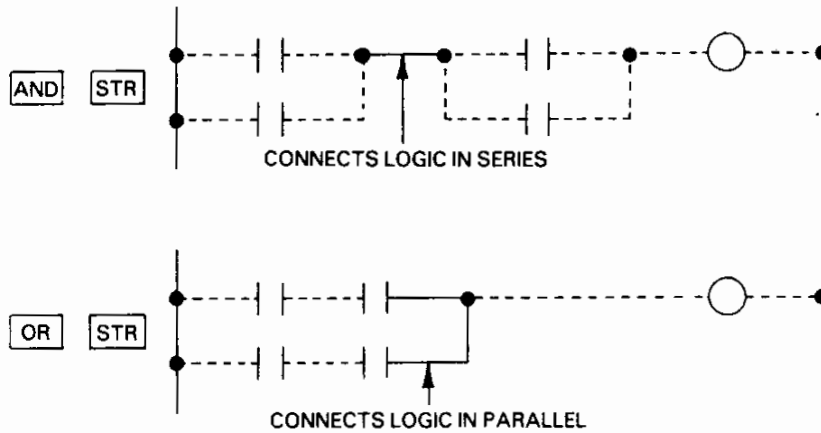 AND STR
CONNECTS LOGIC IN SERIES
OR STR
CONNECTS LOGIC IN PARALLEL